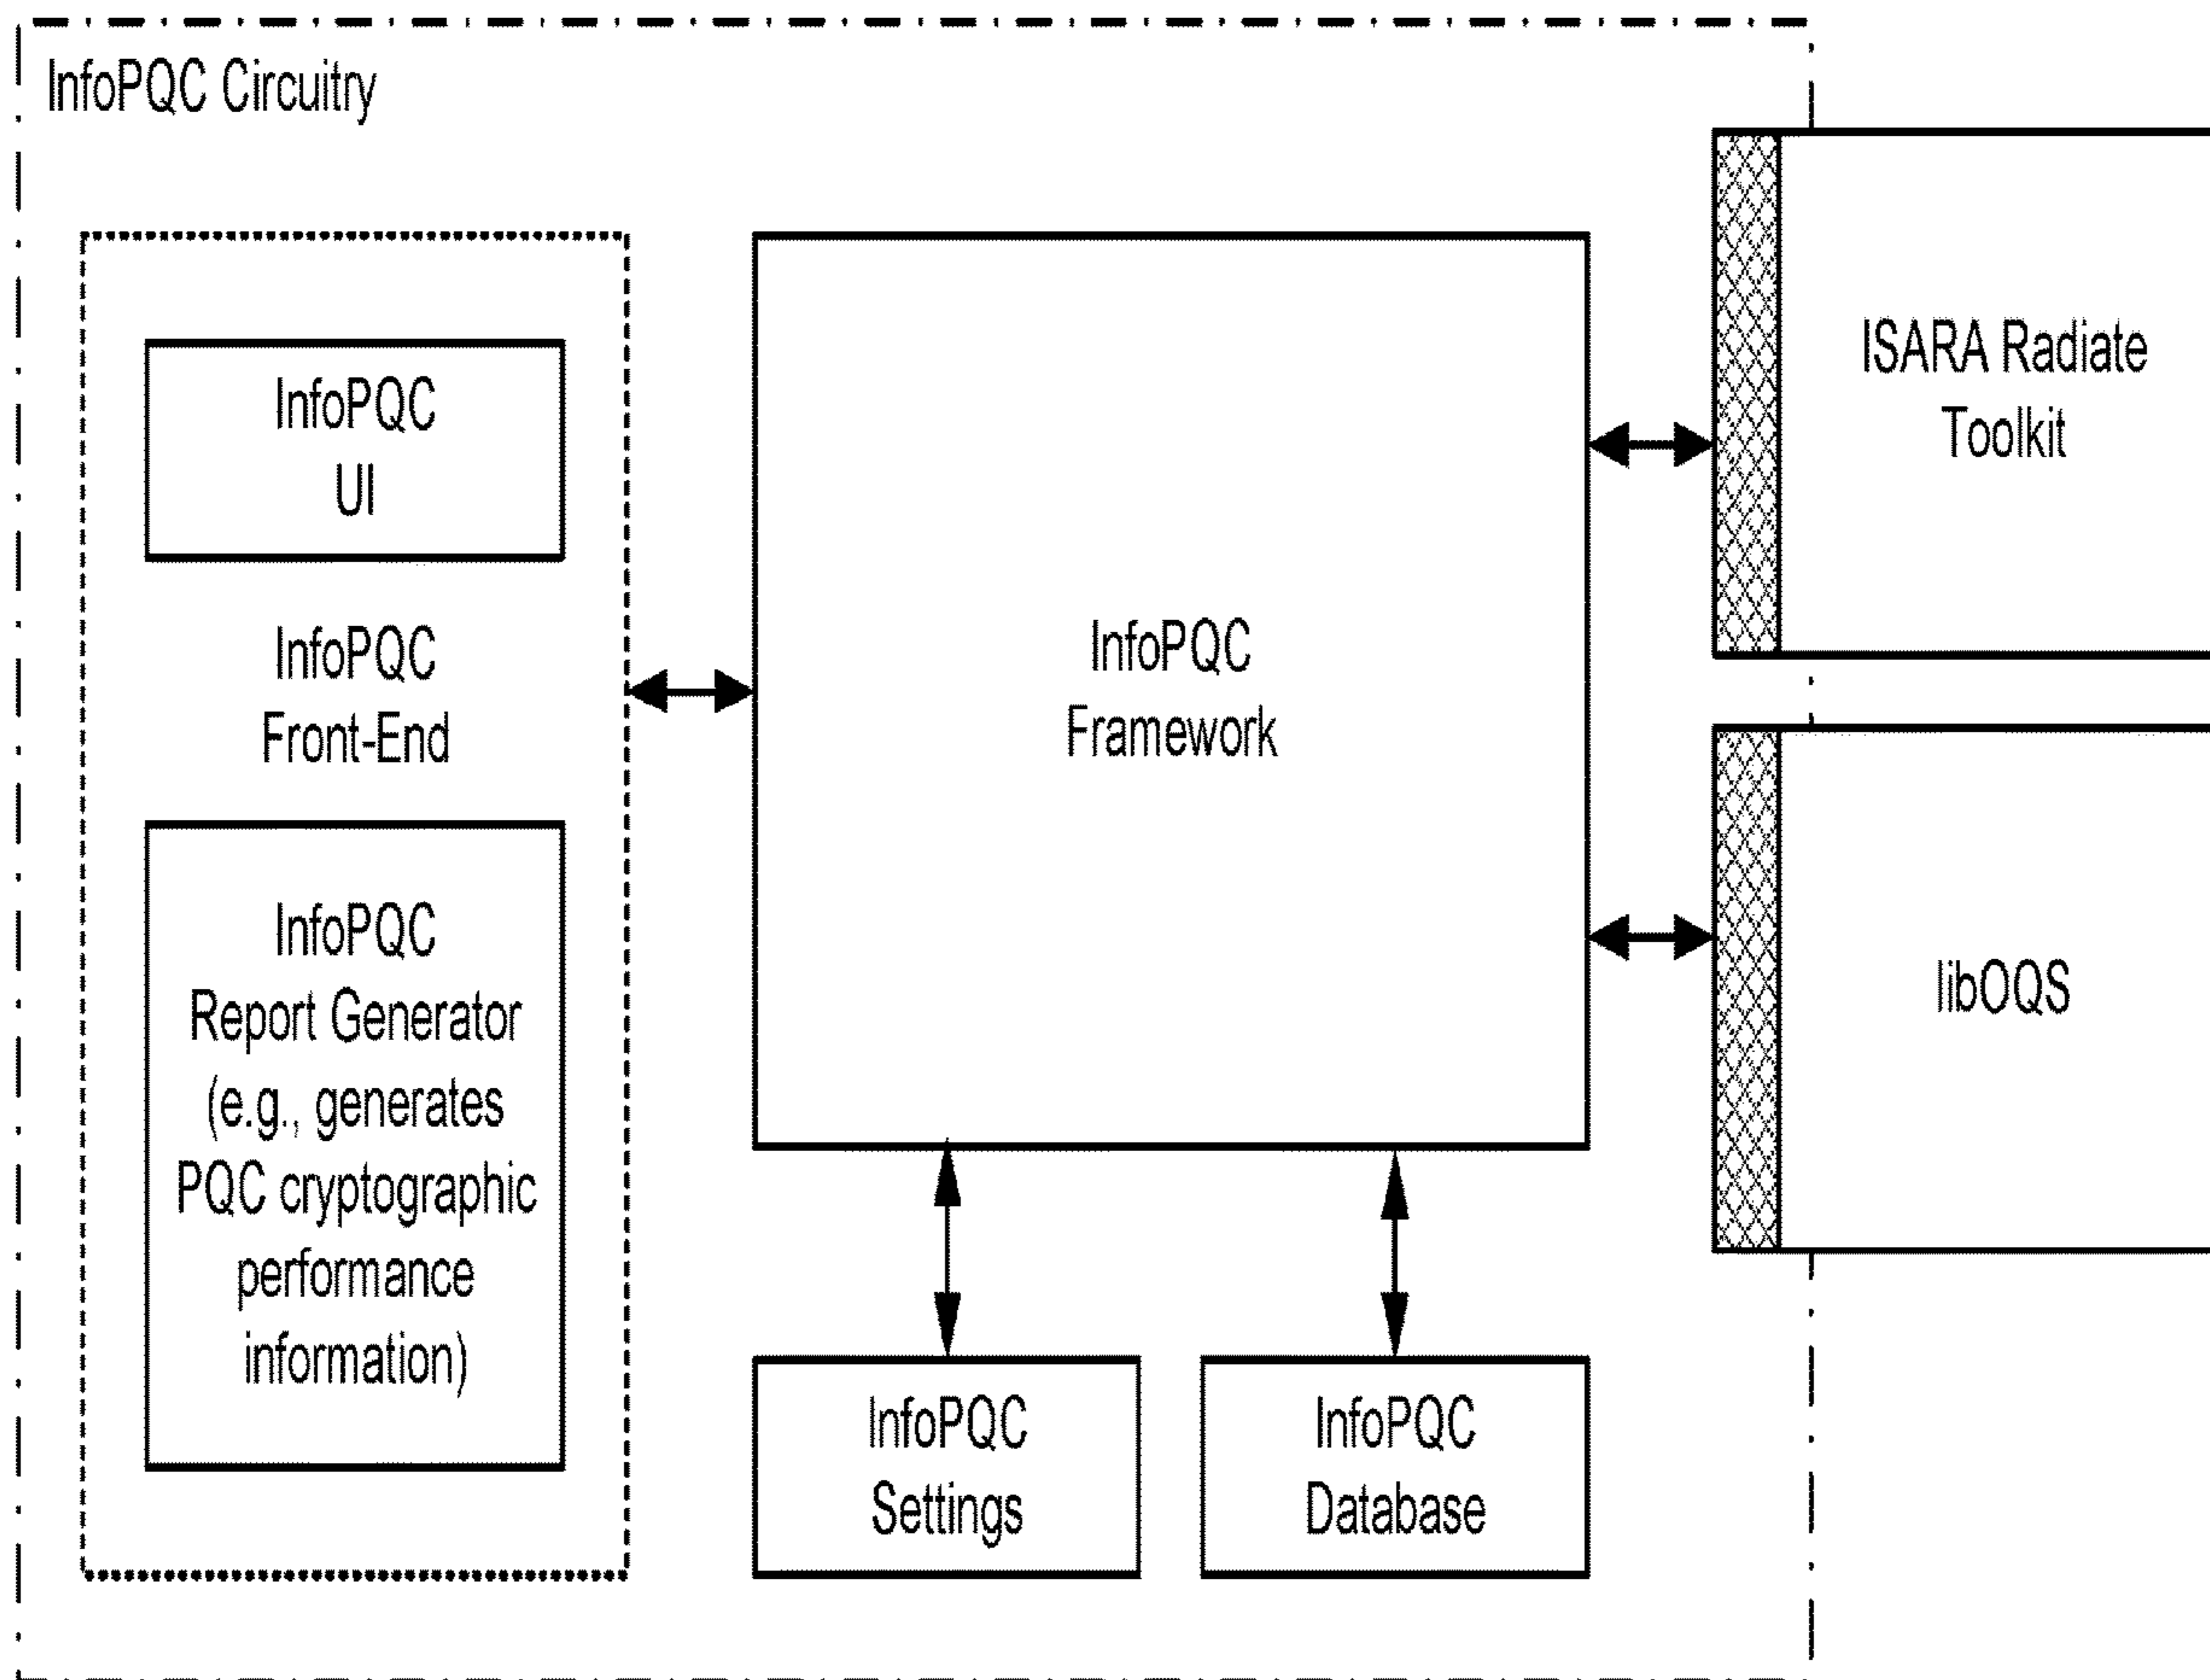 InfoPQC Circuitry
InfoPQC
UI
InfoPQC
Front-End
InfoPQC
Report Generator
(e.g., generates
PQC cryptographic
performance
information)
InfoPQC
Framework
InfoPQC
Settings
InfoPQC
Database
ISARA Radiate
Toolkit
libOQS